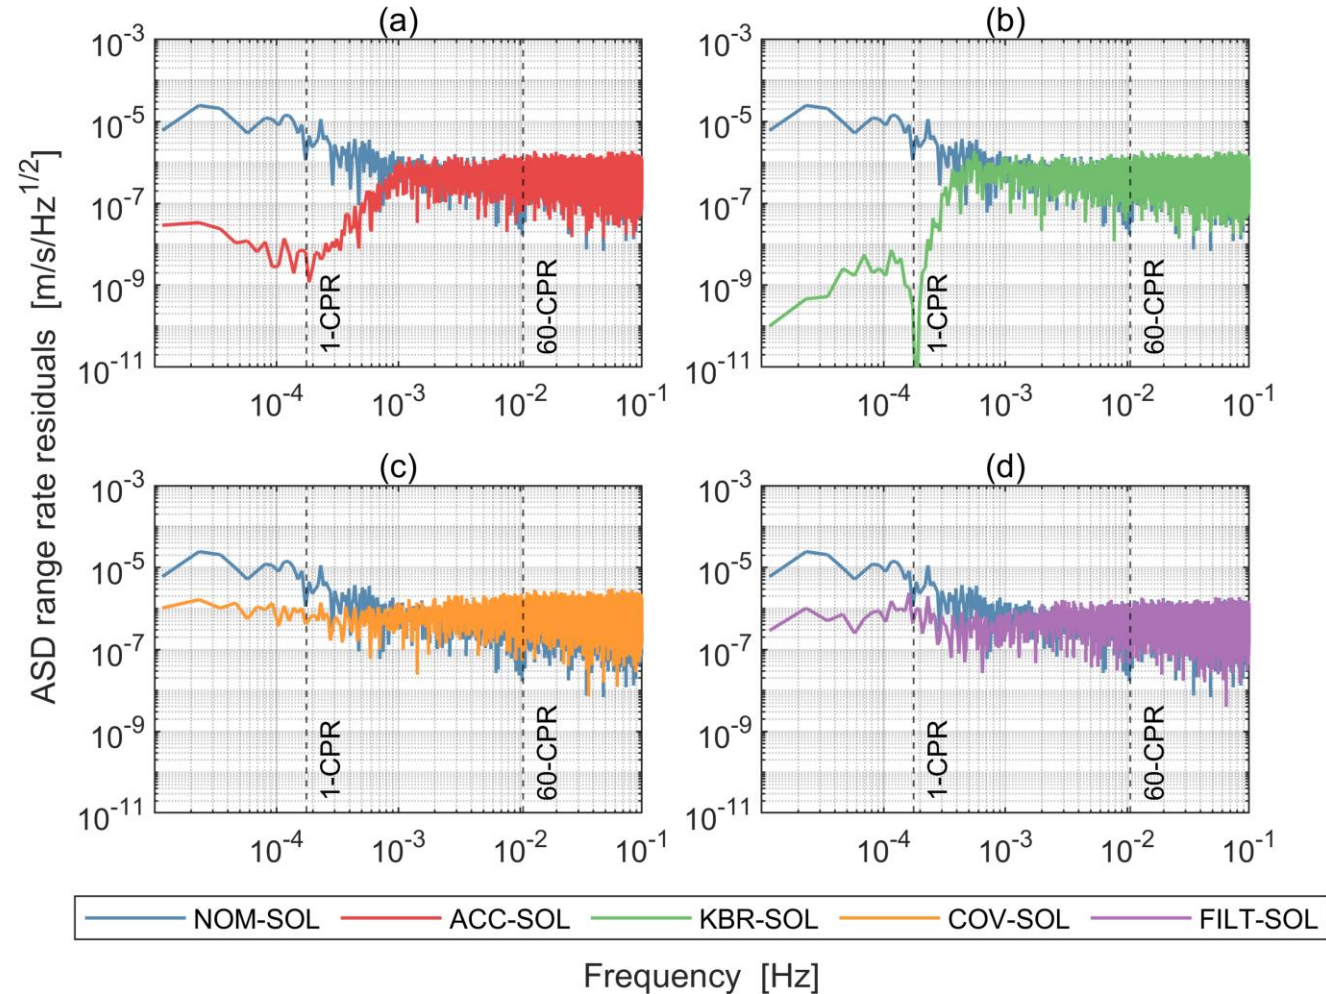 (a)
(b)
10^-3
10^-5
10^-7
10^-9
10^-11
1-CPR
60-CPR
10^-4
10^-3
10^-2
10^-1
10^-3
10^-5
10^-7
10^-9
10^-11
1-CPR
60-CPR
10^-4
10^-3
10^-2
10^-1
ASD range rate residuals [m/s/Hz^1/2]
(c)
(d)
10^-3
10^-5
10^-7
10^-9
10^-11
1-CPR
60-CPR
10^-4
10^-3
10^-2
10^-1
10^-3
10^-5
10^-7
10^-9
10^-11
1-CPR
60-CPR
10^-4
10^-3
10^-2
10^-1
NOM-SOL ACC-SOL KBR-SOL COV-SOL FILT-SOL
Frequency [Hz]